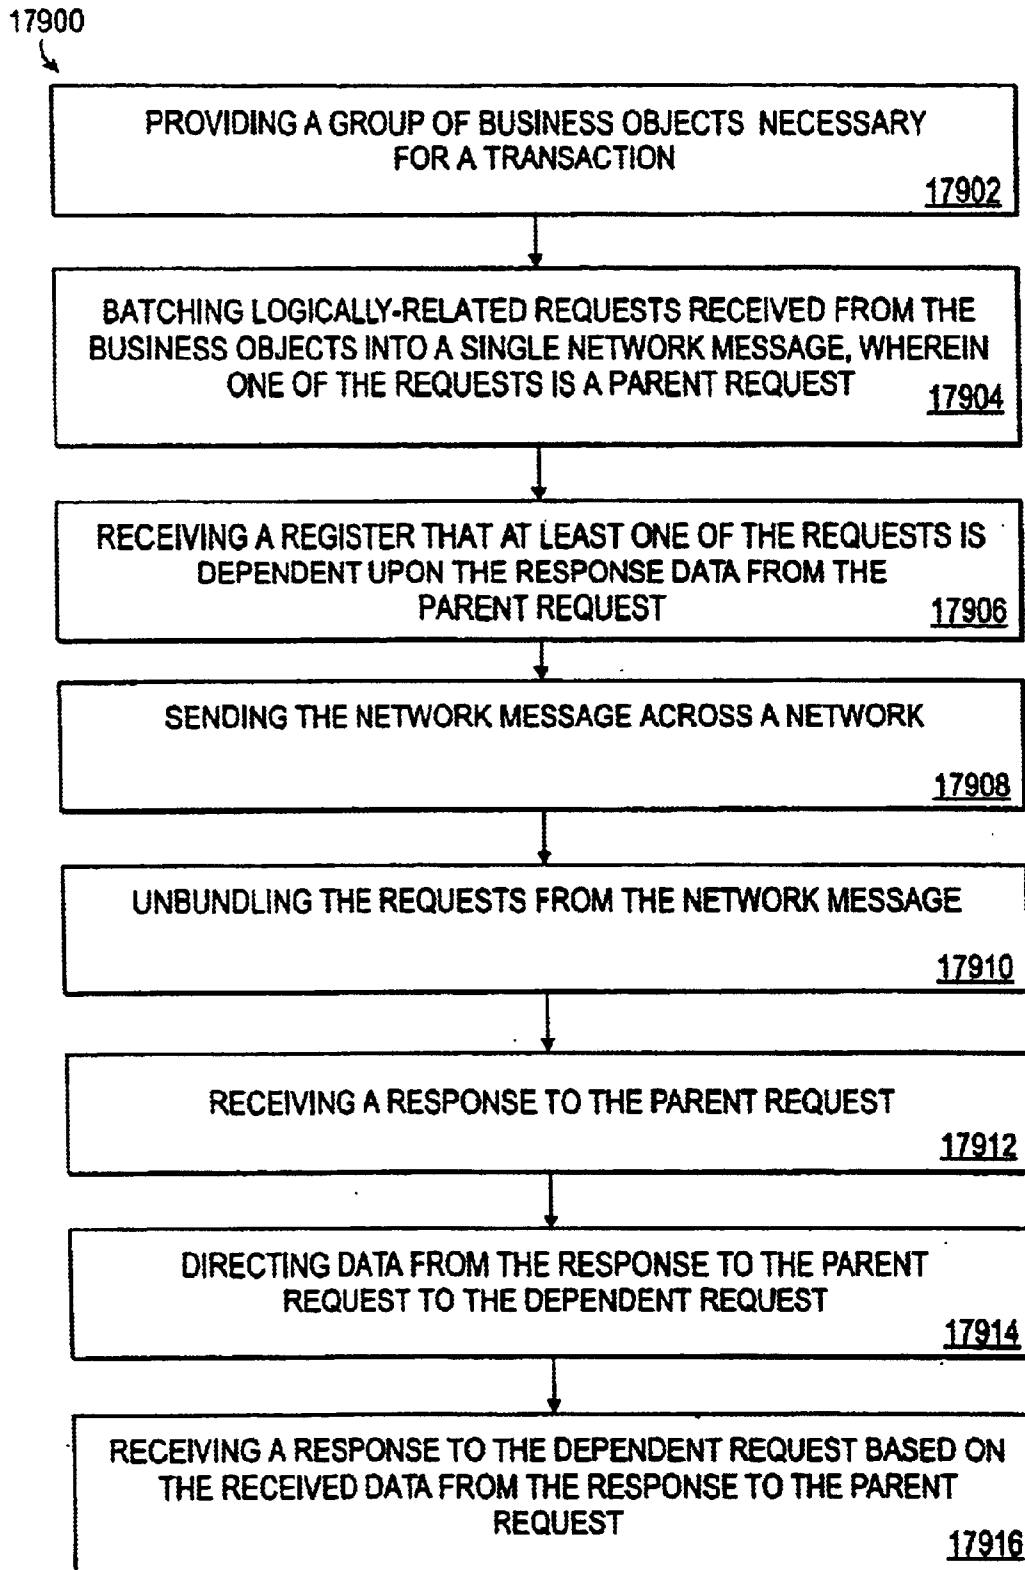 17900
PROVIDING A GROUP OF BUSINESS OBJECTS NECESSARY
FOR A TRANSACTION
17902
BATCHING LOGICALLY-RELATED REQUESTS RECEIVED FROM THE
BUSINESS OBJECTS INTO A SINGLE NETWORK MESSAGE, WHEREIN
ONE OF THE REQUESTS IS A PARENT REQUEST
17904
RECEIVING A REGISTER THAT AT LEAST ONE OF THE REQUESTS IS
DEPENDENT UPON THE RESPONSE DATA FROM THE
PARENT REQUEST
17906
SENDING THE NETWORK MESSAGE ACROSS A NETWORK
17908
UNBUNDLING THE REQUESTS FROM THE NETWORK MESSAGE
17910
RECEIVING A RESPONSE TO THE PARENT REQUEST
17912
DIRECTING DATA FROM THE RESPONSE TO THE PARENT
REQUEST TO THE DEPENDENT REQUEST
17914
RECEIVING A RESPONSE TO THE DEPENDENT REQUEST BASED ON
THE RECEIVED DATA FROM THE RESPONSE TO THE PARENT
REQUEST
17916